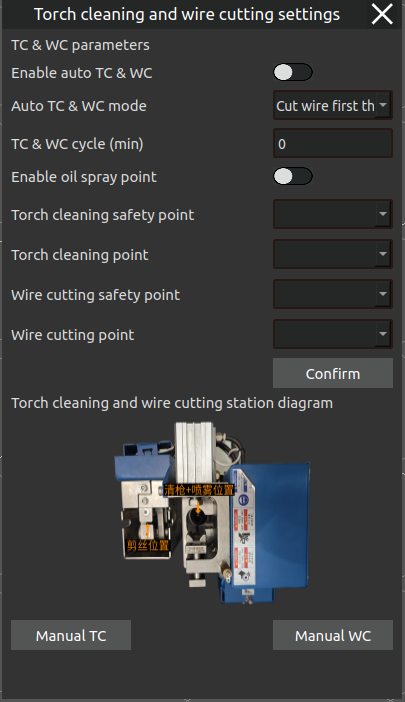 Torch cleaning and wire cutting settings
TC & WC parameters
Enable auto TC & WC
Auto TC & WC mode
Cut wire first th
TC & WC cycle (min)
0
Enable oil spray point
Torch cleaning safety point
Torch cleaning point
Wire cutting safety point
Wire cutting point
Confirm
Torch cleaning and wire cutting station diagram
清枪+喷雾位置
剪丝位置
Manual TC
Manual WC